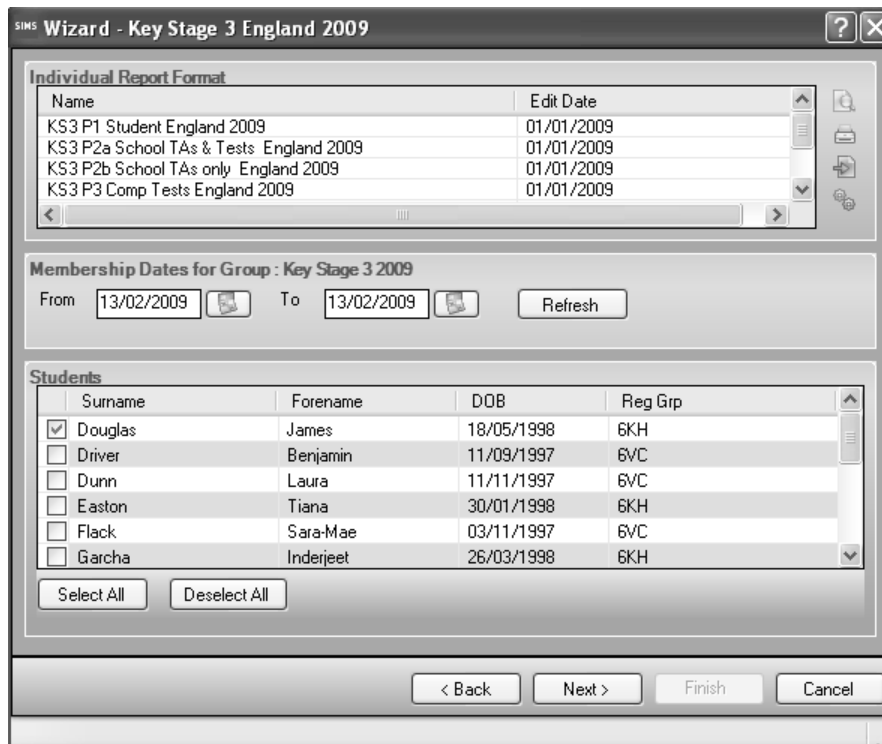 SIMS Wizard - Key Stage 3 England 2009 ? X
Individual Report Format
Name Edit Date
KS3 P1 Student England 2009 01/01/2009
KS3 P2a School TAs & Tests England 2009 01/01/2009
KS3 P2b School TAs only England 2009 01/01/2009
KS3 P3 Comp Tests England 2009 01/01/2009
Membership Dates for Group : Key Stage 3 2009
From 13/02/2009 To 13/02/2009 Refresh
Students
Surname Forename DOB Reg Grp
Douglas James 18/05/1998 6KH
Driver Benjamin 11/09/1997 6VC
Dunn Laura 11/11/1997 6VC
Easton Tiana 30/01/1998 6KH
Flack Sara-Mae 03/11/1997 6VC
Garcha Inderjeet 26/03/1998 6KH
Select All Deselect All
< Back Next > Finish Cancel